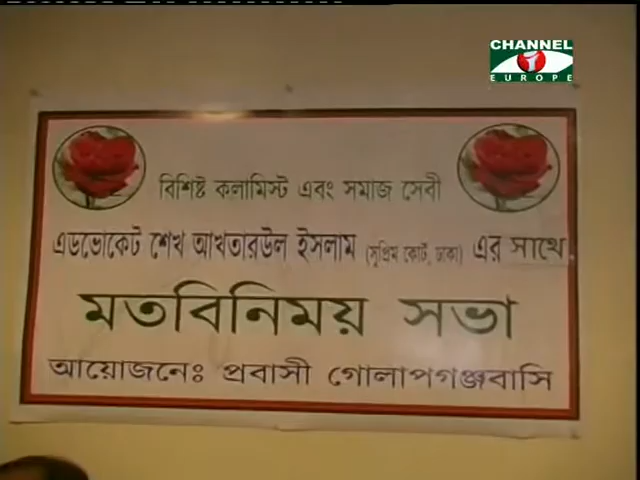 CHANNEL i
EUROPE
বিশিষ্ট কলামিস্ট এবং সমাজ সেবী
এডভোকেট শেখ আখতারউল ইসলাম (সুপ্রিম কোর্ট, ঢাকা) এর সাথে
মতবিনিময় সভা
আয়োজনেঃ প্রবাসী গোলাপগঞ্জবাসি